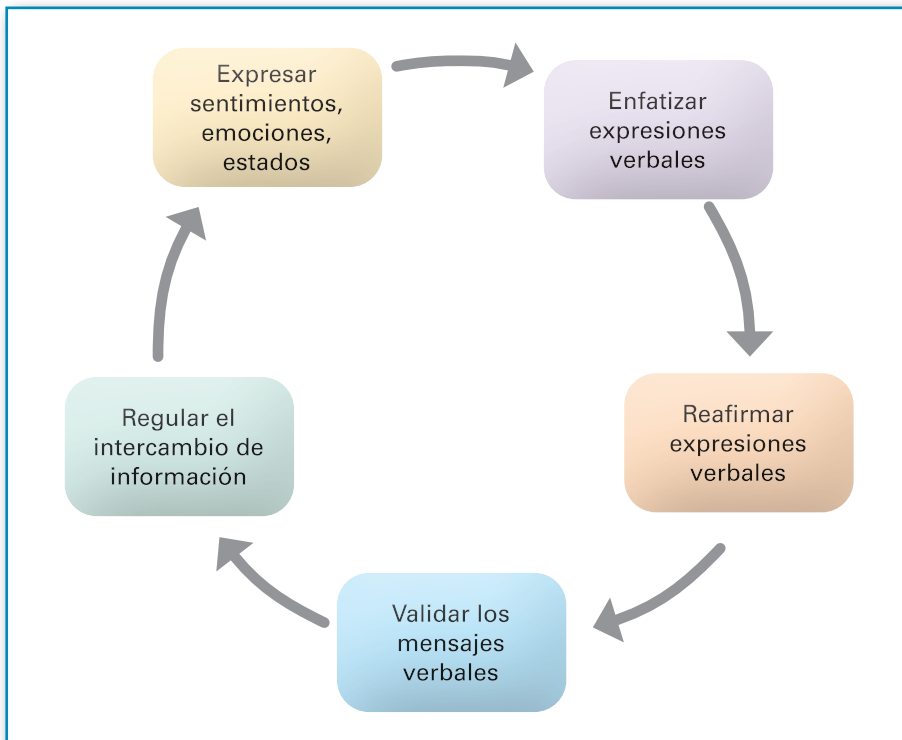 Expresar
sentimientos,
emociones,
estados
Enfatizar
expresiones
verbales
Reafirmar
expresiones
verbales
Validar los
mensajes
verbales
Regular el
intercambio de
información